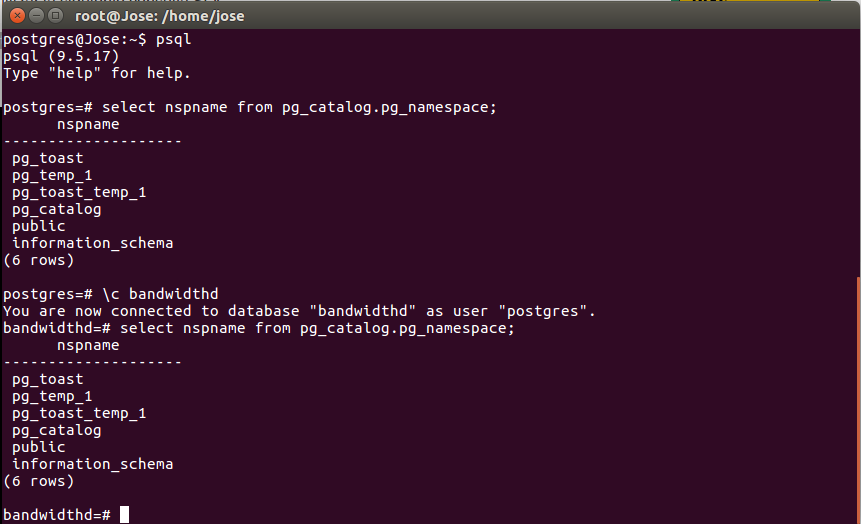 root@Jose: /home/jose
postgres@Jose:~$ psql
psql (9.5.17)
Type "help" for help.
postgres=# select nspname from pg_catalog.pg_namespace;
nspname
--------------------
pg_toast
pg_temp_1
pg_toast_temp_1
pg_catalog
public
information_schema
(6 rows)
postgres=# \c bandwidthd
You are now connected to database "bandwidthd" as user "postgres".
bandwidthd=# select nspname from pg_catalog.pg_namespace;
nspname
--------------------
pg_toast
pg_temp_1
pg_toast_temp_1
pg_catalog
public
information_schema
(6 rows)
bandwidthd=#